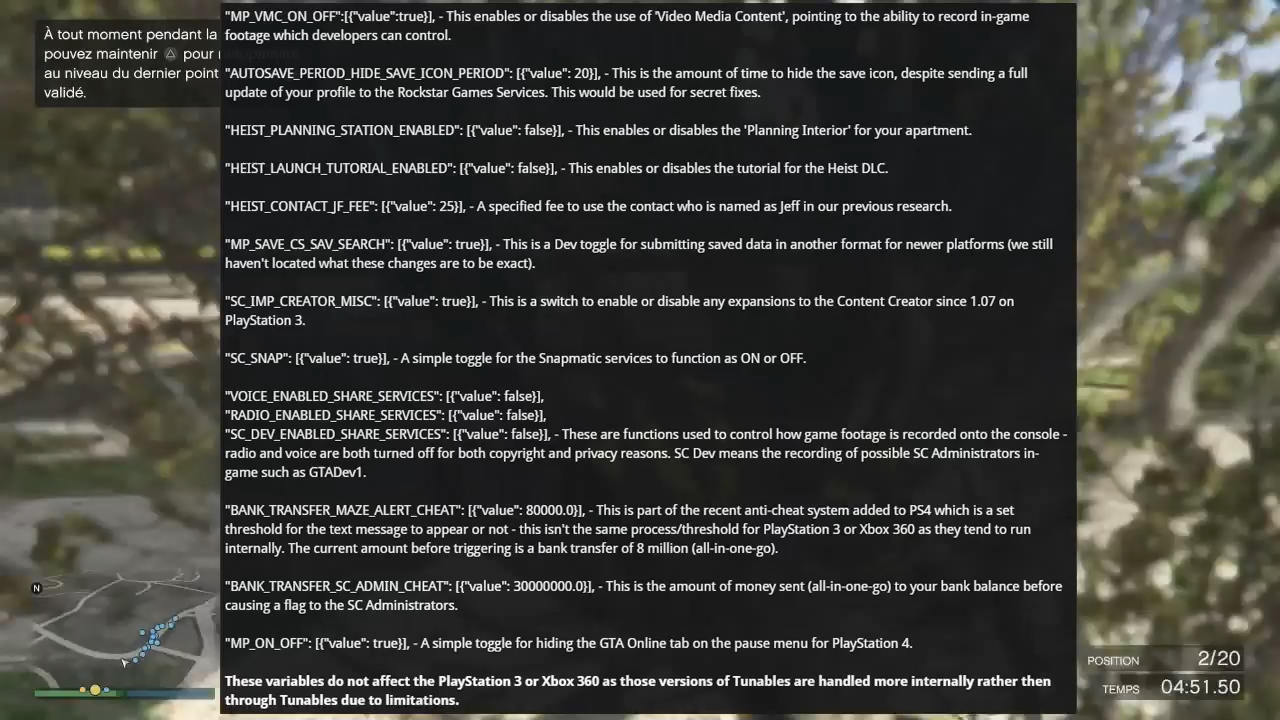 À tout moment pendant la
pouvez maintenir △ pour
au niveau du dernier point
validé.
"MP_VMC_ON_OFF":[{"value":true}], - This enables or disables the use of 'Video Media Content', pointing to the ability to record in-game
footage which developers can control.
"AUTOSAVE_PERIOD_HIDE_SAVE_ICON_PERIOD": [{"value": 20}], - This is the amount of time to hide the save icon, despite sending a full
update of your profile to the Rockstar Games Services. This would be used for secret fixes.
"HEIST_PLANNING_STATION_ENABLED": [{"value": false}], - This enables or disables the 'Planning Interior' for your apartment.
"HEIST_LAUNCH_TUTORIAL_ENABLED": [{"value": false}], - This enables or disables the tutorial for the Heist DLC.
"HEIST_CONTACT_JF_FEE": [{"value": 25}], - A specified fee to use the contact who is named as Jeff in our previous research.
"MP_SAVE_CS_SAV_SEARCH": [{"value": true}], - This is a Dev toggle for submitting saved data in another format for newer platforms (we still
haven't located what these changes are to be exact).
"SC_IMP_CREATOR_MISC": [{"value": true}], - This is a switch to enable or disable any expansions to the Content Creator since 1.07 on
PlayStation 3.
"SC_SNAP": [{"value": true}], - A simple toggle for the Snapmatic services to function as ON or OFF.
"VOICE_ENABLED_SHARE_SERVICES": [{"value": false}],
"RADIO_ENABLED_SHARE_SERVICES": [{"value": false}],
"SC_DEV_ENABLED_SHARE_SERVICES": [{"value": false}], - These are functions used to control how game footage is recorded onto the console -
radio and voice are both turned off for both copyright and privacy reasons. SC Dev means the recording of possible SC Administrators in-
game such as GTADev1.
"BANK_TRANSFER_MAZE_ALERT_CHEAT": [{"value": 80000.0}], - This is part of the recent anti-cheat system added to PS4 which is a set
threshold for the text message to appear or not - this isn't the same process/threshold for PlayStation 3 or Xbox 360 as they tend to run
internally. The current amount before triggering is a bank transfer of 8 million (all-in-one-go).
"BANK_TRANSFER_SC_ADMIN_CHEAT": [{"value": 30000000.0}], - This is the amount of money sent (all-in-one-go) to your bank balance before
causing a flag to the SC Administrators.
"MP_ON_OFF": [{"value": true}], - A simple toggle for hiding the GTA Online tab on the pause menu for PlayStation 4.
These variables do not affect the PlayStation 3 or Xbox 360 as those versions of Tunables are handled more internally rather then
through Tunables due to limitations.
N
POSITION 2/20
TEMPS 04:51.50